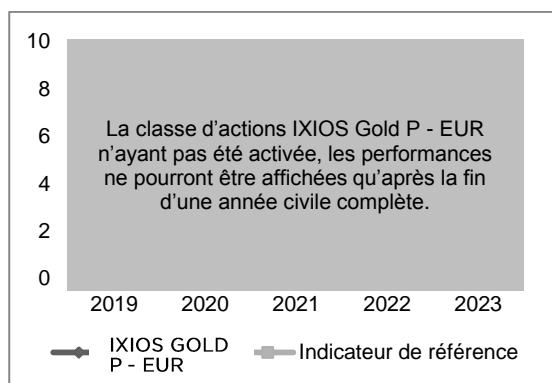 10
8
6
4
2
0
La classe d’actions IXIOS Gold P - EUR
n’ayant pas été activée, les performances
ne pourront être affichées qu’après la fin
d’une année civile complète.
2019 2020 2021 2022 2023
IXIOS GOLD
P - EUR
Indicateur de référence